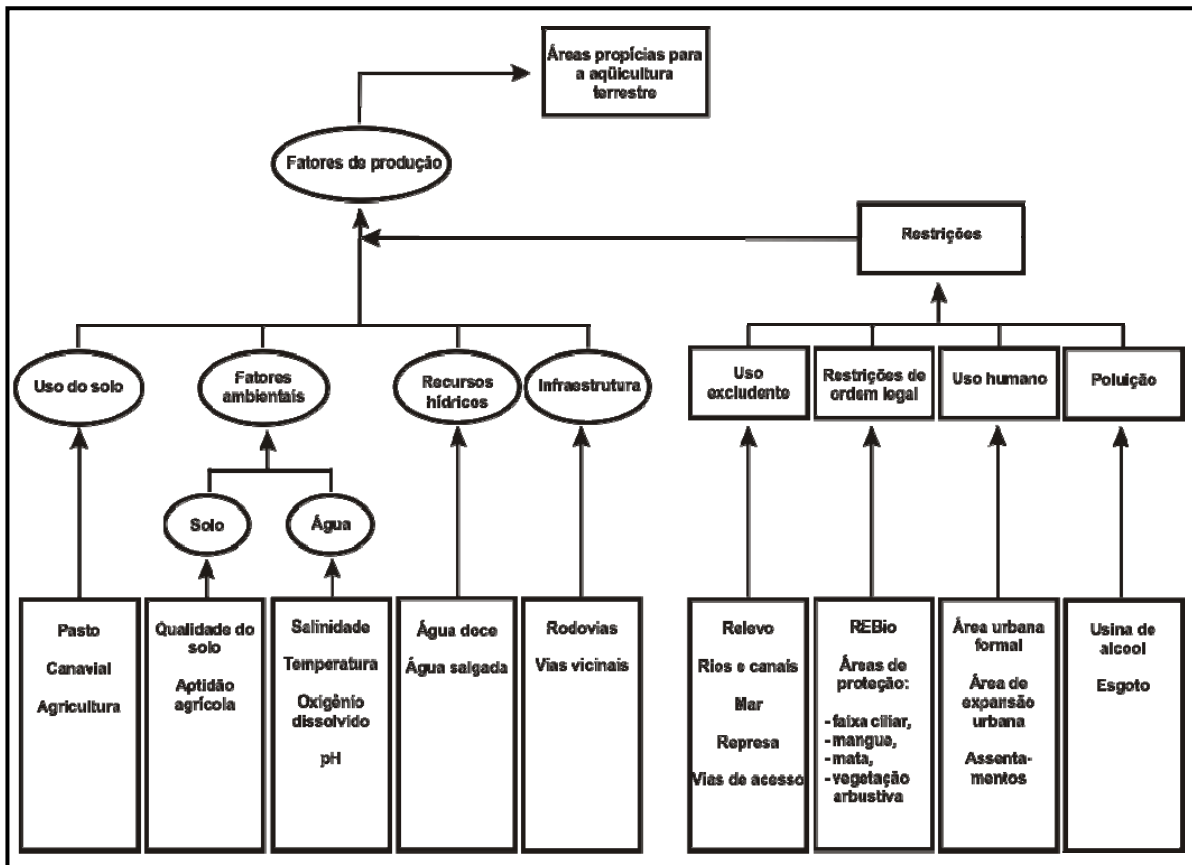 Áreas propícias para
a aqüicultura
terrestre
Fatores de produção
Restrições
Uso do solo
Fatores
ambientais
Recursos
hídricos
Infraestrutura
Uso
excludente
Restrições de
ordem legal
Uso humano
Poluição
Solo
Água
Pasto
Canavial
Agricultura
Qualidade do
solo
Aptidão
agrícola
Salinidade
Temperatura
Oxigênio
dissolvido
pH
Água doce
Água salgada
Rodovias
Vias vicinais
Relevo
Rios e canais
Mar
Represa
Vias de acesso
REBio
Áreas de
proteção:
- faixa ciliar,
- mangue,
- mata,
- vegetação
arbustiva
Área urbana
formal
Área de
expansão
urbana
Assenta-
mentos
Usina de
alcool
Esgoto